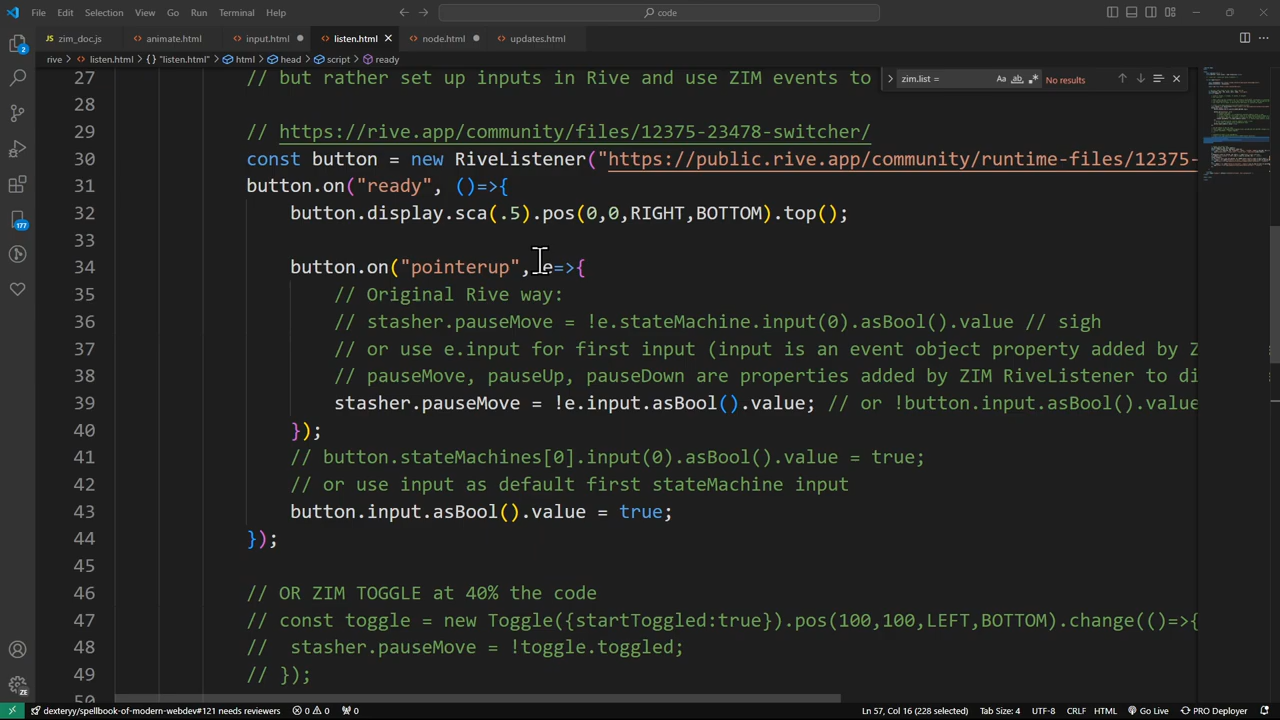 File Edit Selection View Go Run Terminal Help
code
zim_doc.js animate.html input.html listen.html node.html updates.html
rive > listen.html > {} "listen.html" > html > head > script > ready
zim.list = Aa ab No results
27 // but rather set up inputs in Rive and use ZIM events to
28
29 // https://rive.app/community/files/12375-23478-switcher/
30 const button = new RiveListener("https://public.rive.app/community/runtime-files/12375-
31 button.on("ready", ()=>{
32 button.display.sca(.5).pos(0,0,RIGHT,BOTTOM).top();
33
34 button.on("pointerup", e=>{
35 // Original Rive way:
36 // stasher.pauseMove = !e.stateMachine.input(0).asBool().value // sigh
37 // or use e.input for first input (input is an event object property added by Z
38 // pauseMove, pauseUp, pauseDown are properties added by ZIM RiveListener to di
39 stasher.pauseMove = !e.input.asBool().value; // or !button.input.asBool().value
40 });
41 // button.stateMachines[0].input(0).asBool().value = true;
42 // or use input as default first stateMachine input
43 button.input.asBool().value = true;
44 });
45
46 // OR ZIM TOGGLE at 40% the code
47 // const toggle = new Toggle({startToggled:true}).pos(100,100,LEFT,BOTTOM).change(()=>{
48 // stasher.pauseMove = !toggle.toggled;
49 // });
50
2
177
ZE
dexteryy/spellbook-of-modern-webdev#121 needs reviewers 0 0 0 Ln 57, Col 16 (228 selected) Tab Size: 4 UTF-8 CRLF HTML Go Live PRO Deployer